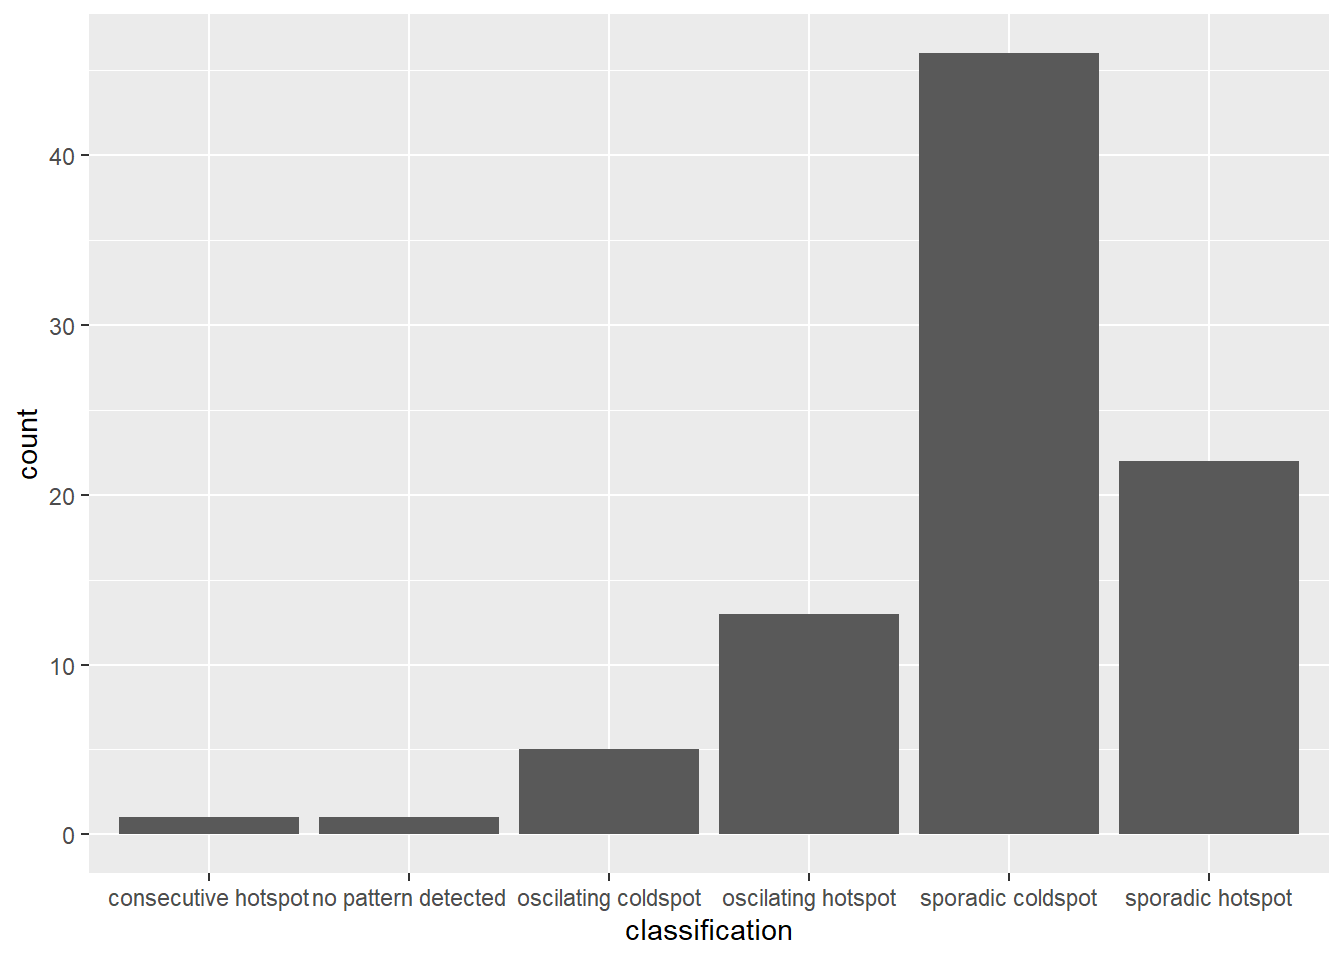 count
40
30
20
10
0
consecutive hotspot no pattern detected oscilating coldspot oscilating hotspot sporadic coldspot sporadic hotspot
classification